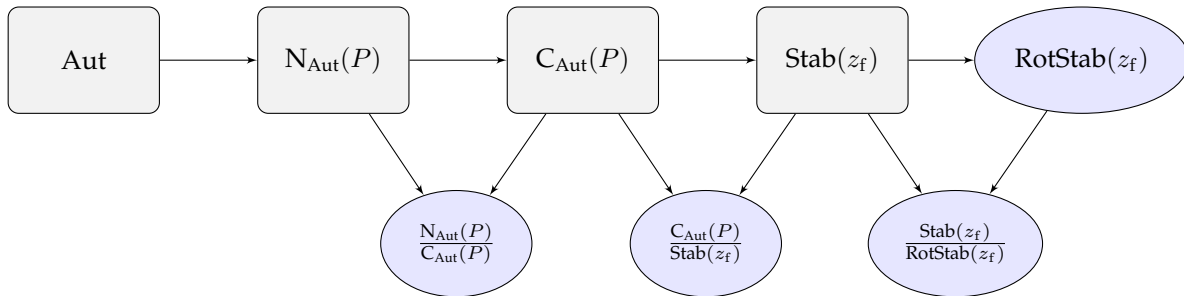 Aut
N_Aut(P)
C_Aut(P)
Stab(z_f)
RotStab(z_f)
N_Aut(P)
C_Aut(P)
C_Aut(P)
Stab(z_f)
Stab(z_f)
RotStab(z_f)